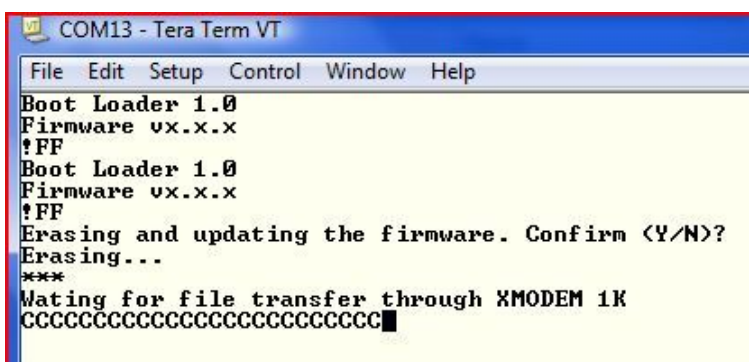 COM13 - Tera Term VT
File Edit Setup Control Window Help
Boot Loader 1.0
Firmware vx.x.x
!FF
Boot Loader 1.0
Firmware vx.x.x
!FF
Erasing and updating the firmware. Confirm (Y/N)?
Erasing...
***
Wating for file transfer through XMODEM 1K
CCCCCCCCCCCCCCCCCCCCCCCCC